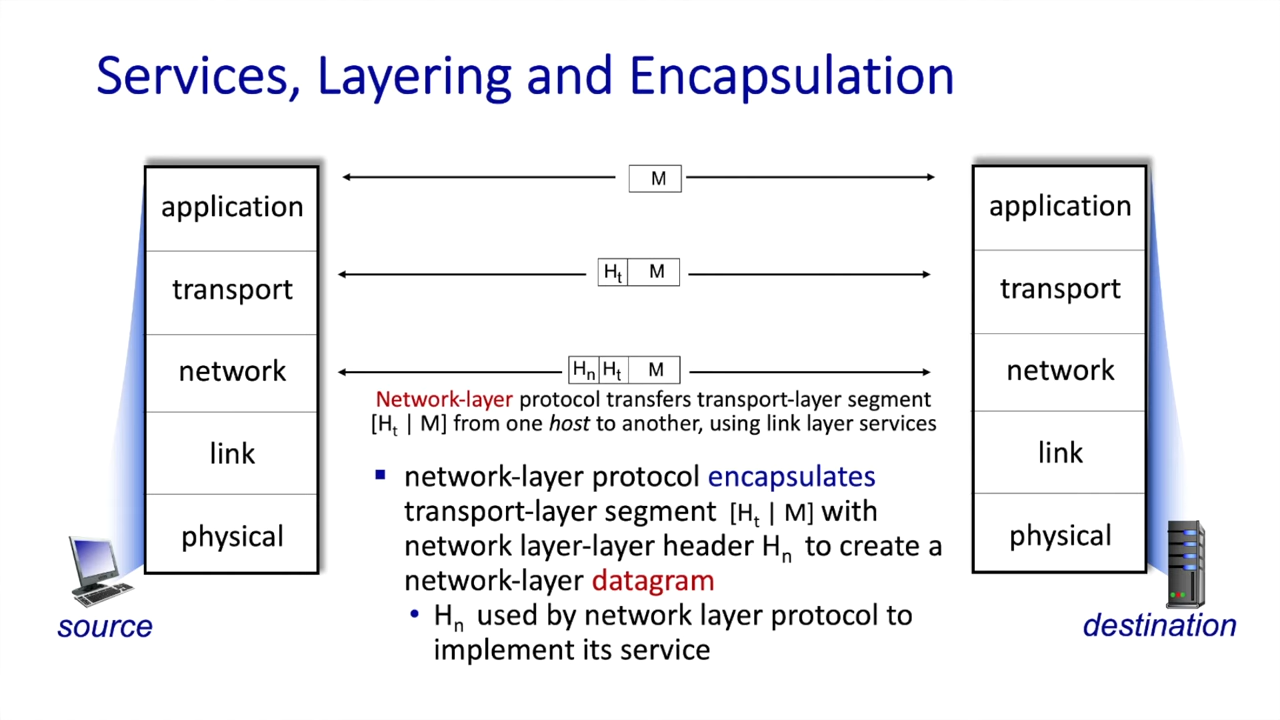 Services, Layering and Encapsulation
application
transport
network
link
physical
source
M
Ht M
Hn Ht M
Network-layer protocol transfers transport-layer segment
[Ht | M] from one host to another, using link layer services
▪ network-layer protocol encapsulates
transport-layer segment [Ht | M] with
network layer-layer header Hn to create a
network-layer datagram
• Hn used by network layer protocol to
implement its service
application
transport
network
link
physical
destination